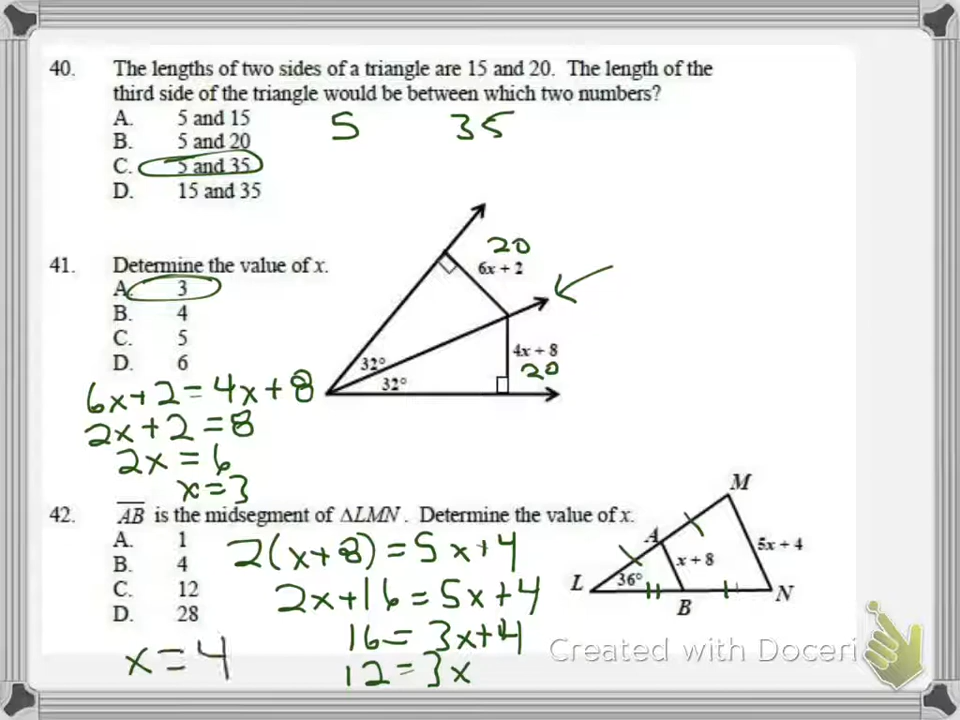 40. The lengths of two sides of a triangle are 15 and 20. The length of the
third side of the triangle would be between which two numbers?
A. 5 and 15
B. 5 and 20
C. 5 and 35
D. 15 and 35
5 35
41. Determine the value of x.
A. 3
B. 4
C. 5
D. 6
20
6x + 2
4x + 8
20
32°
32°
6x+2=4x+8
2x+2=8
2x=6
x=3
42. AB is the midsegment of ΔLMN. Determine the value of x.
A. 1
B. 4
C. 12
D. 28
2(x+8)=5x+4
2x+16=5x+4
16=3x+4
12=3x
x=4
M
A
5x + 4
x + 8
L
36°
B
N
Created with Doceri